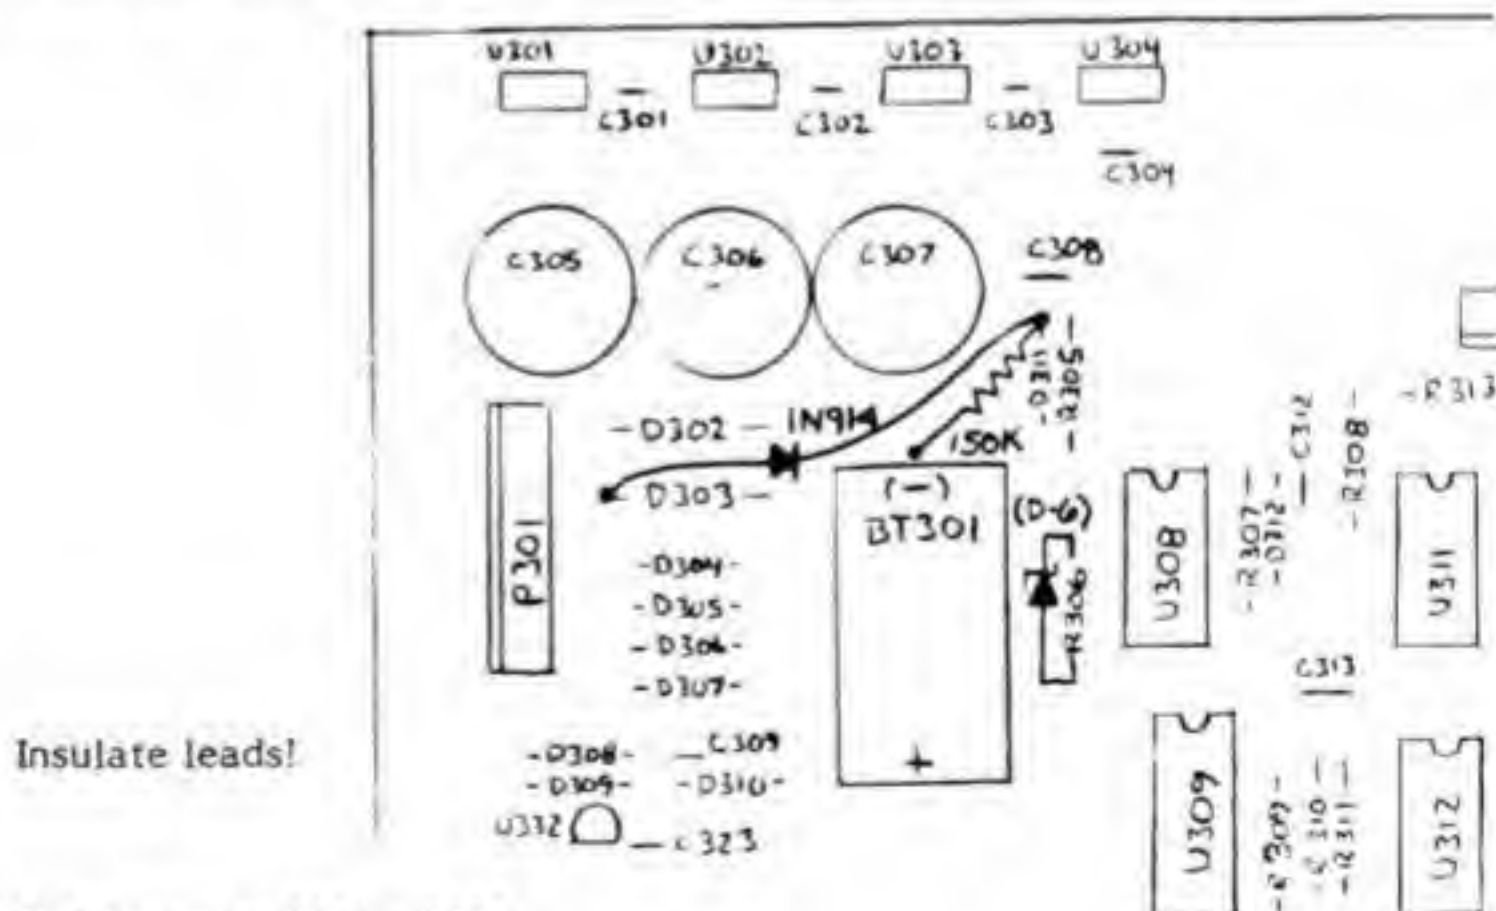 U301
U302
U303
U304
C301
C302
C303
C304
C305
C306
C307
C308
-D311-
-R305-
-D302-
1N914
150K
D303-
(-)
BT301
+
(D-6)
R306
P301
-D304-
-D305-
-D306-
-D307-
-D308-
C309
-D309-
-D310-
U332
C323
U308
-R307-
-D312-
C312
-R308-
-R313
U311
C313
U309
-R309-
-R310-
-R311-
U312
Insulate leads!